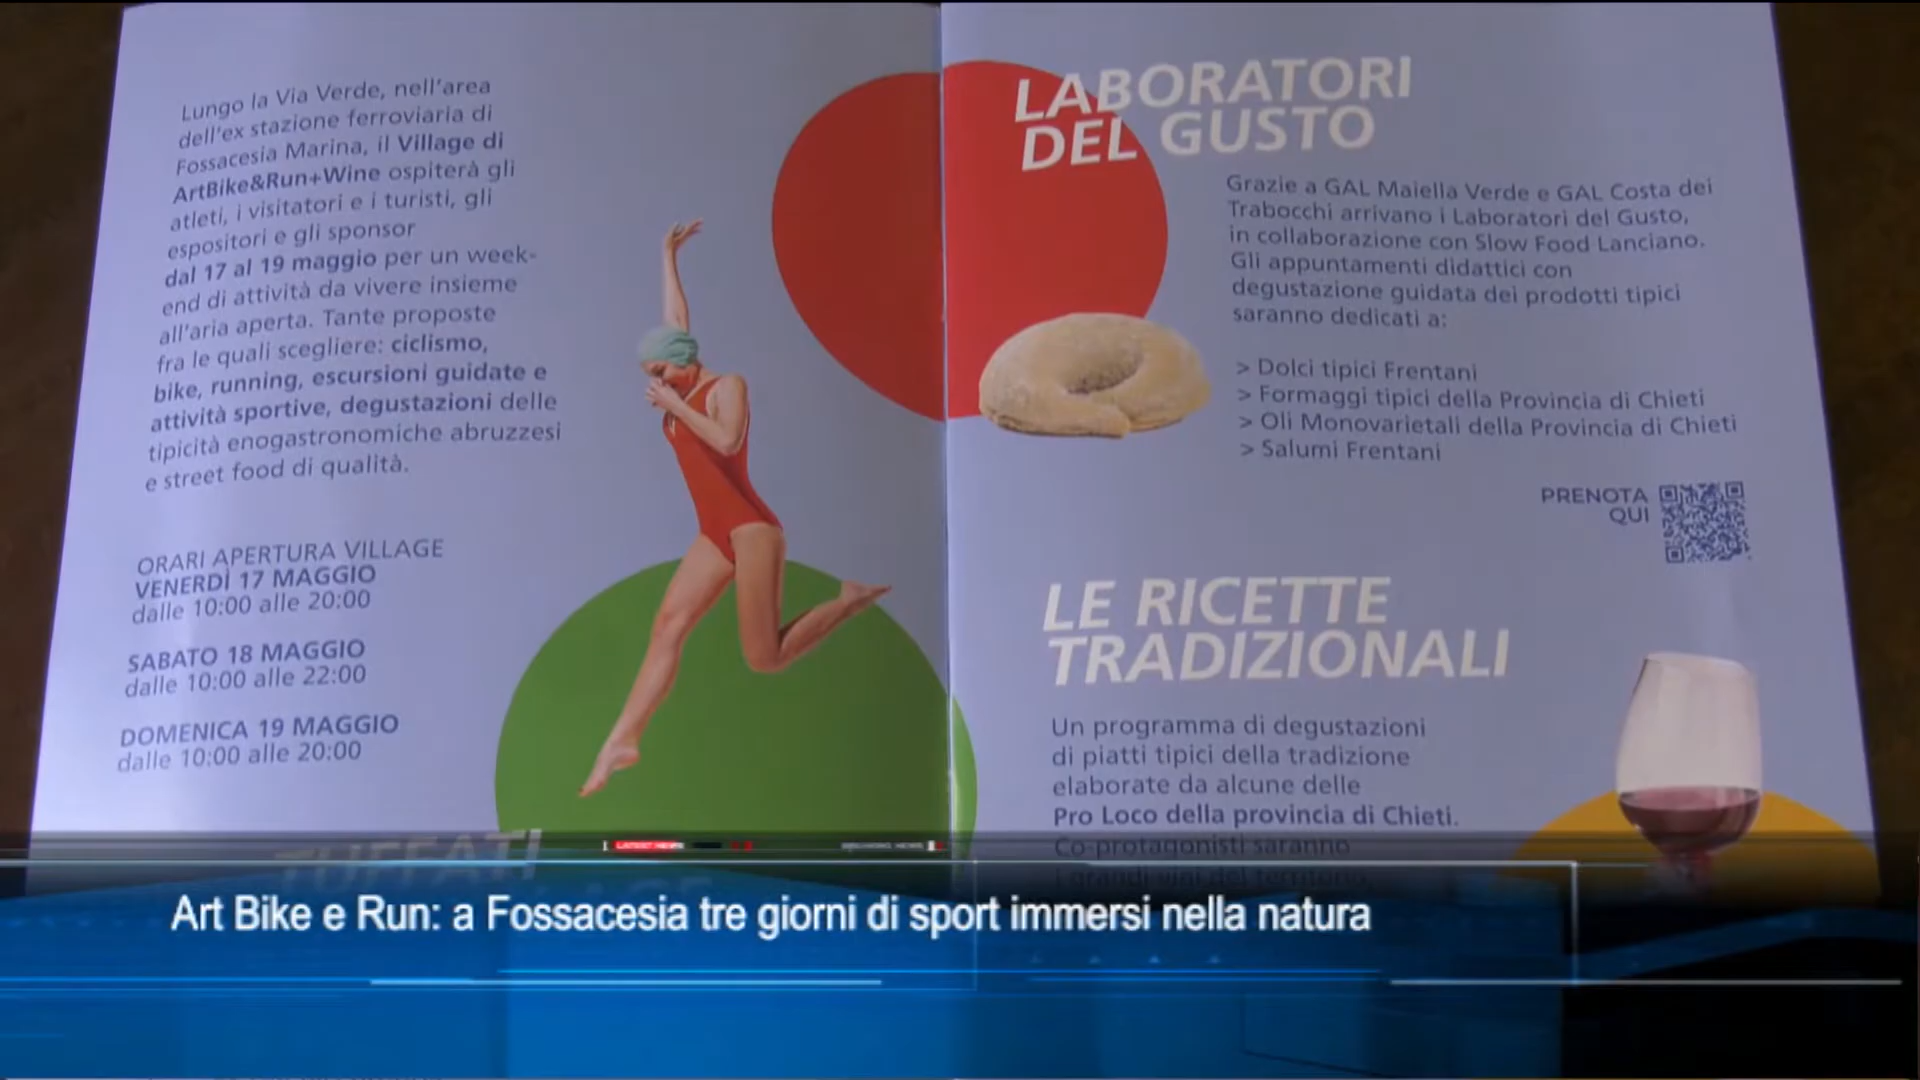 Lungo la Via Verde, nell'area
dell'ex stazione ferroviaria di
Fossacesia Marina, il Village di
ArtBike&Run+Wine ospiterà gli
atleti, i visitatori e i turisti, gli
espositori e gli sponsor
dal 17 al 19 maggio per un week-
end di attività da vivere insieme
all'aria aperta. Tante proposte
fra le quali scegliere: ciclismo,
bike, running, escursioni guidate e
attività sportive, degustazioni delle
tipicità enogastronomiche abruzzesi
e street food di qualità.
ORARI APERTURA VILLAGE
VENERDÌ 17 MAGGIO
dalle 10:00 alle 20:00
SABATO 18 MAGGIO
dalle 10:00 alle 22:00
DOMENICA 19 MAGGIO
dalle 10:00 alle 20:00
TUFFATI
LABORATORI
DEL GUSTO
Grazie a GAL Maiella Verde e GAL Costa dei
Trabocchi arrivano i Laboratori del Gusto,
in collaborazione con Slow Food Lanciano.
Gli appuntamenti didattici con
degustazione guidata dei prodotti tipici
saranno dedicati a:
> Dolci tipici Frentani
> Formaggi tipici della Provincia di Chieti
> Oli Monovarietali della Provincia di Chieti
> Salumi Frentani
PRENOTA
QUI
LE RICETTE
TRADIZIONALI
Un programma di degustazioni
di piatti tipici della tradizione
elaborate da alcune delle
Pro Loco della provincia di Chieti.
Co-protagonisti saranno
i grandi vini del territorio,
LATEST NEWS
Art Bike e Run: a Fossacesia tre giorni di sport immersi nella natura